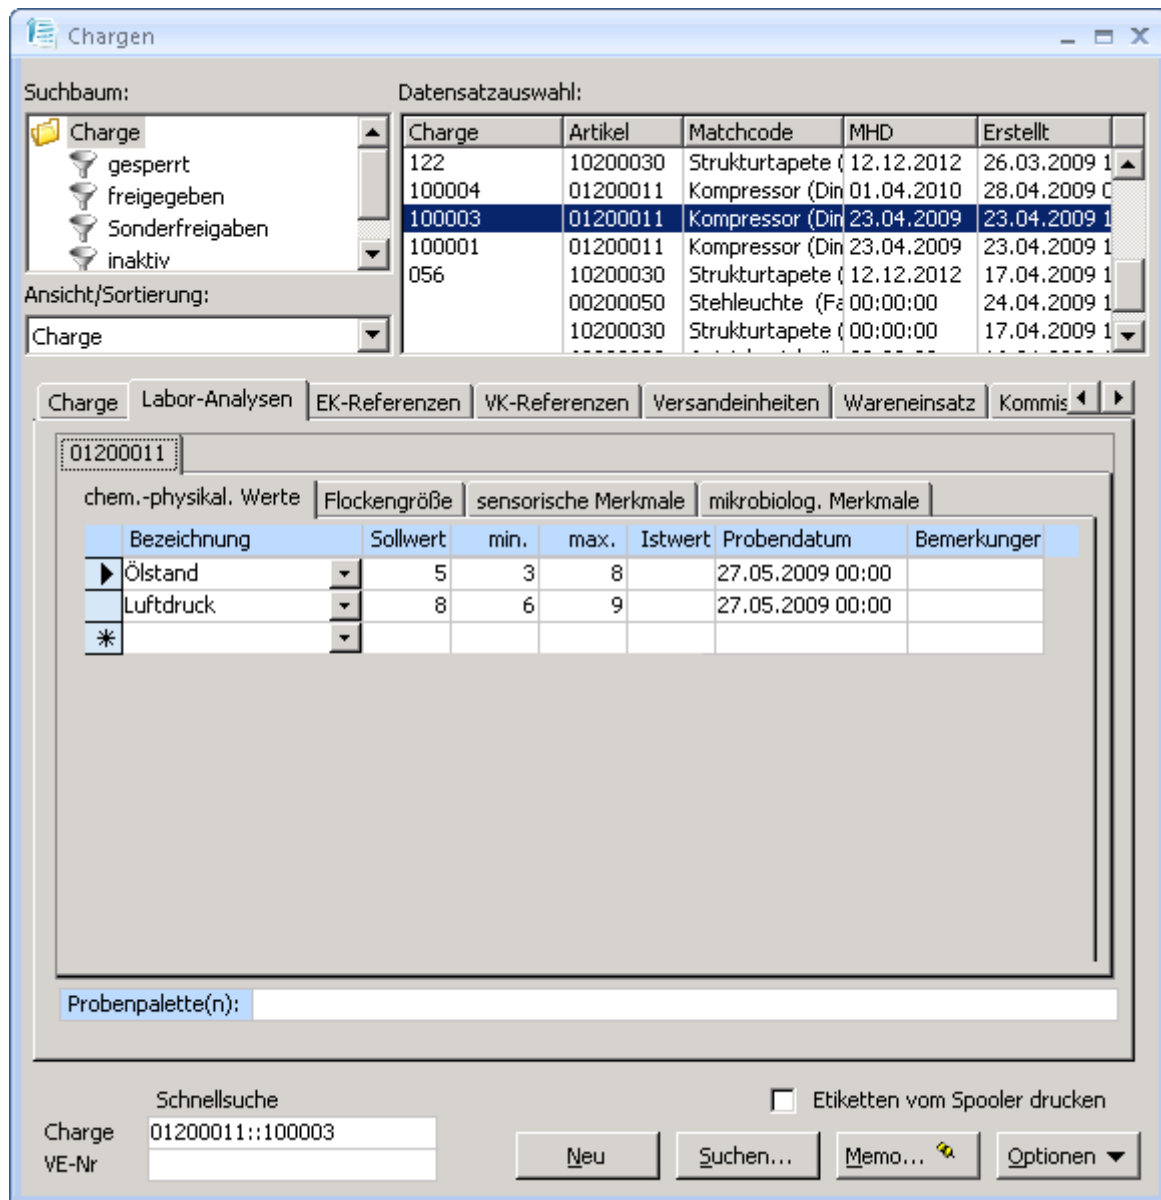 Chargen
Suchbaum:
Datensatzauswahl:
Charge
gesperrt
freigegeben
Sonderfreigaben
inaktiv
Ansicht/Sortierung:
Charge
Charge Artikel Matchcode MHD Erstellt
122 10200030 Strukturtapete ( 12.12.2012 26.03.2009 1
100004 01200011 Kompressor (Din 01.04.2010 28.04.2009 0
100003 01200011 Kompressor (Din 23.04.2009 23.04.2009 1
100001 01200011 Kompressor (Din 23.04.2009 23.04.2009 1
056 10200030 Strukturtapete ( 12.12.2012 17.04.2009 1
00200050 Stehleuchte (Fa 00:00:00 24.04.2009 1
10200030 Strukturtapete ( 00:00:00 17.04.2009 1
Charge Labor-Analysen EK-Referenzen VK-Referenzen Versandeinheiten Wareneinsatz Kommis
01200011
chem.-physikal. Werte Flockengröße sensorische Merkmale mikrobiolog. Merkmale
Bezeichnung Sollwert min. max. Istwert Probendatum Bemerkunger
Ölstand 5 3 8 27.05.2009 00:00
Luftdruck 8 6 9 27.05.2009 00:00
Probenpalette(n):
Schnellsuche
Etiketten vom Spooler drucken
Charge 01200011::100003
VE-Nr
Neu Suchen... Memo... Optionen